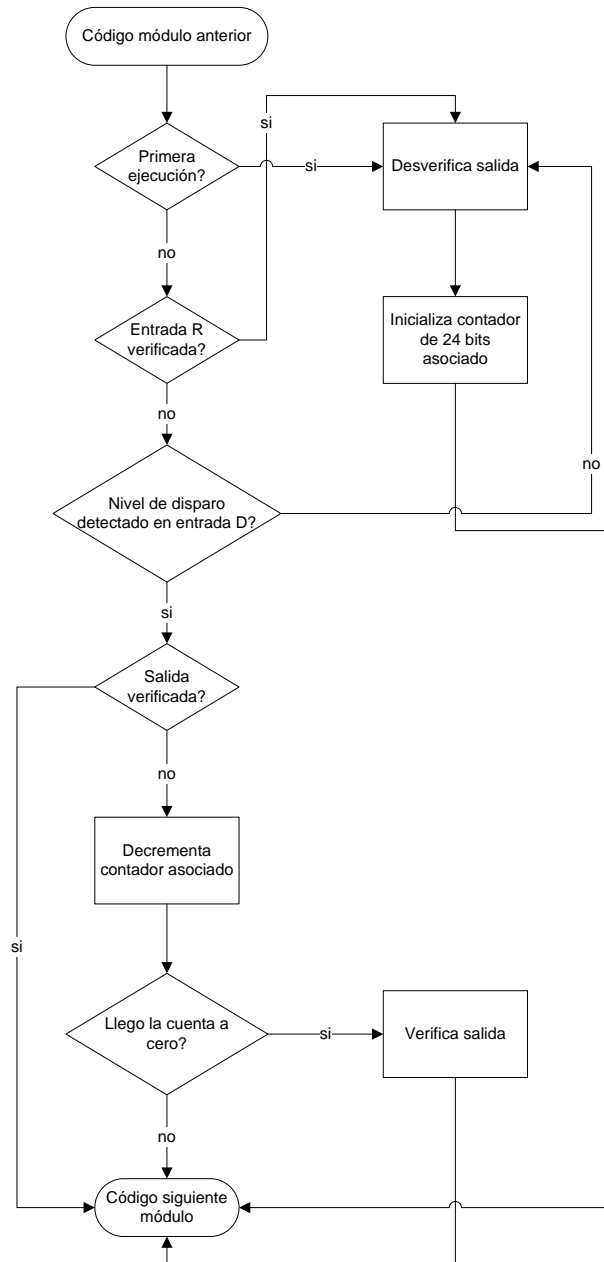 Código módulo anterior
si
Primera
ejecución?
si
Desverifica salida
no
Entrada R
verificada?
Inicializa contador
de 24 bits
asociado
no
no
Nivel de disparo
detectado en entrada D?
si
Salida
verificada?
no
Decrementa
contador asociado
si
Llego la cuenta a
cero?
si
Verifica salida
no
Código siguiente
módulo